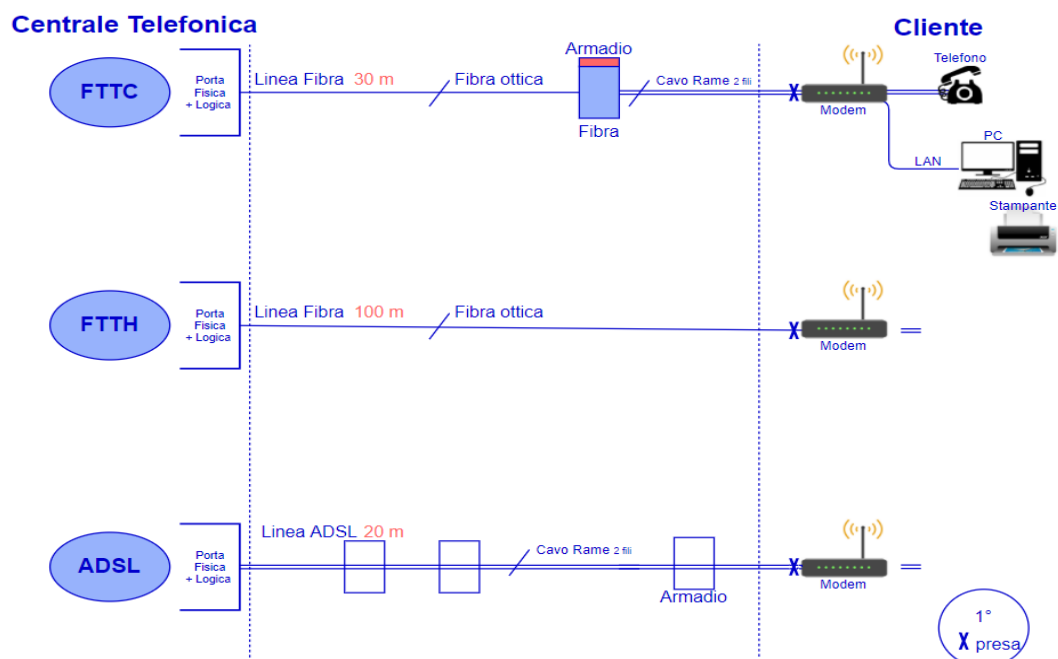 Centrale Telefonica
Cliente
FTTC
Porta
Fisica
+ Logica
Linea Fibra 30 m
Fibra ottica
Armadio
Fibra
Cavo Rame 2 fili
Modem
Telefono
PC
LAN
Stampante
FTTH
Porta
Fisica
+ Logica
Linea Fibra 100 m
Fibra ottica
Modem
ADSL
Porta
Fisica
+ Logica
Linea ADSL 20 m
Cavo Rame 2 fili
Armadio
Modem
1°
X presa